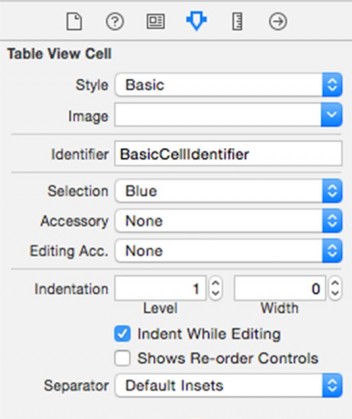 Table View Cell
Style Basic
Image
Identifier BasicCellIdentifier
Selection Blue
Accessory None
Editing Acc. None
Indentation 1 0
Level Width
Indent While Editing
Shows Re-order Controls
Separator Default Insets